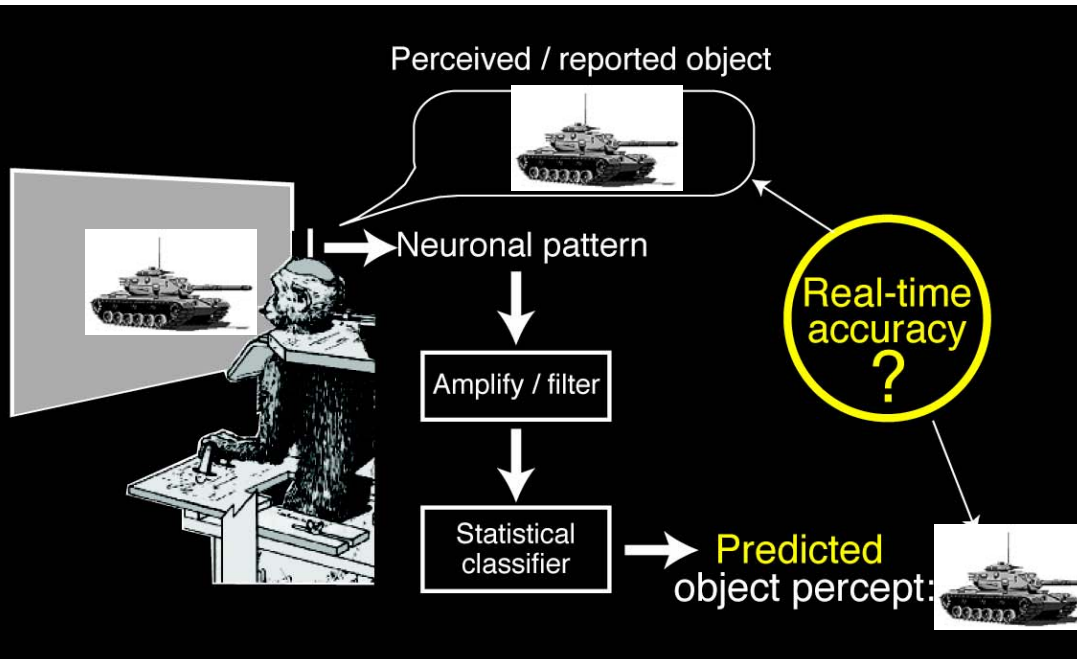 Perceived / reported object
Neuronal pattern
Real-time
accuracy
?
Amplify / filter
Statistical
classifier
Predicted
object percept: